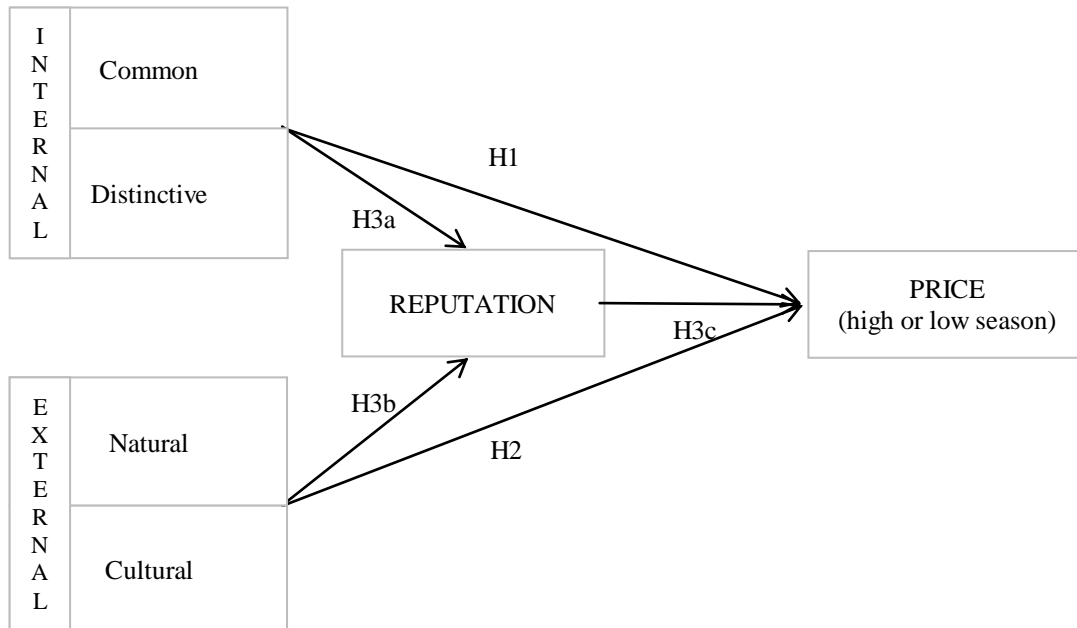 INTERNAL
Common
Distinctive
H1
H3a
REPUTATION
PRICE
(high or low season)
H3c
EXTERNAL
Natural
Cultural
H3b
H2